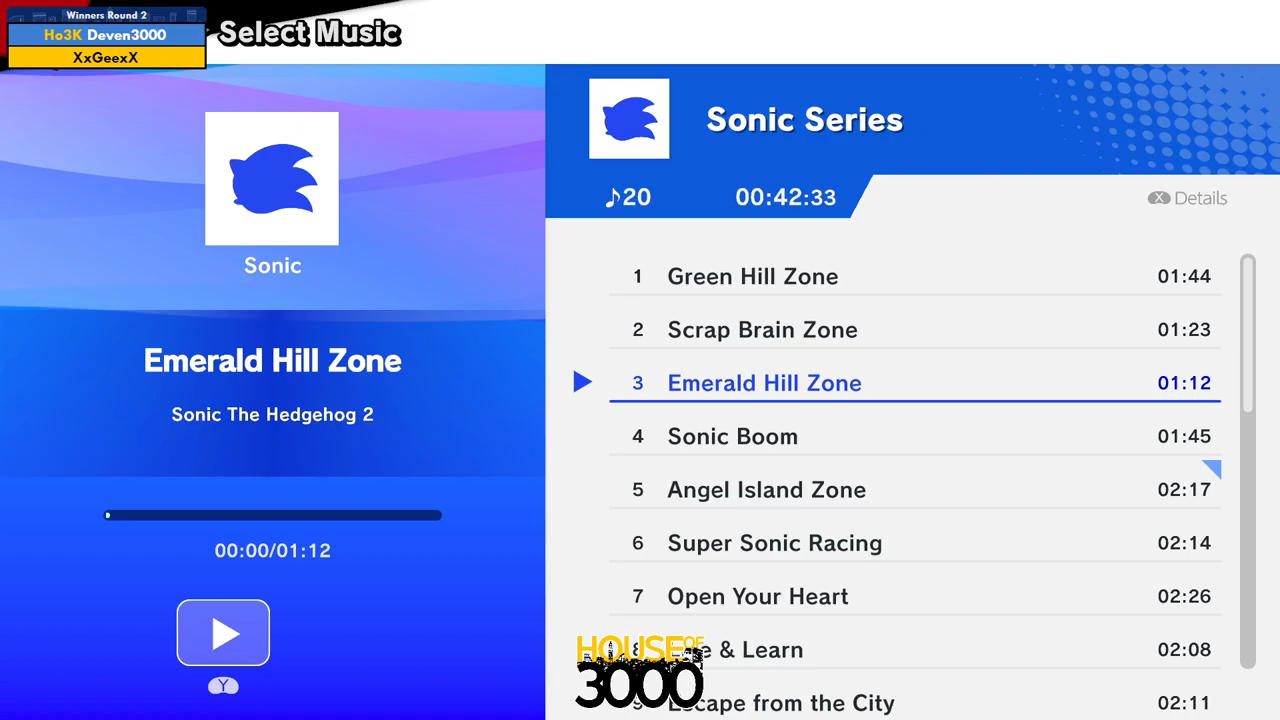 Winners Round 2
Ho3K Deven3000
XxGeexX
Select Music
Sonic
Emerald Hill Zone
Sonic The Hedgehog 2
00:00/01:12
Y
Sonic Series
♪20 00:42:33
X Details
1 Green Hill Zone 01:44
2 Scrap Brain Zone 01:23
3 Emerald Hill Zone 01:12
4 Sonic Boom 01:45
5 Angel Island Zone 02:17
6 Super Sonic Racing 02:14
7 Open Your Heart 02:26
8 & Learn 02:08
9 Escape from the City 02:11
HOUSE OF
3000